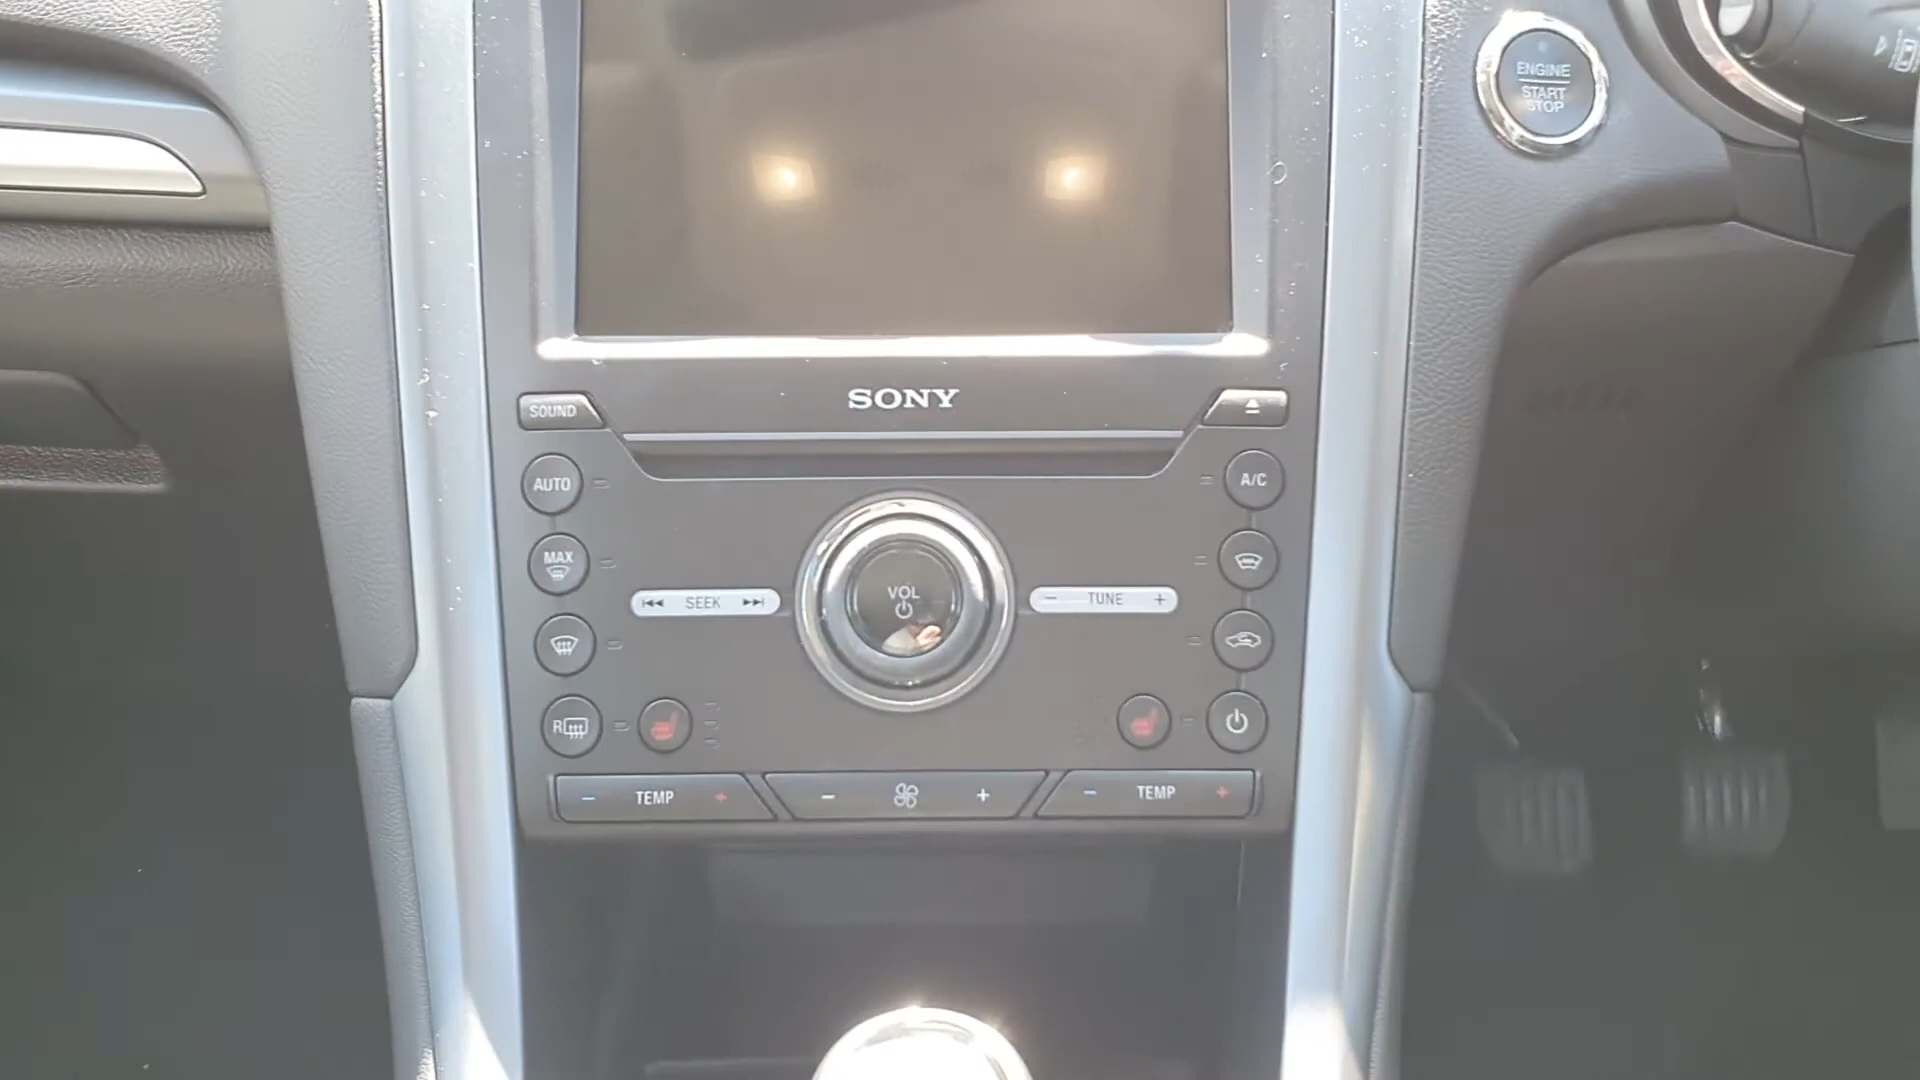 ENGINE
START
STOP
SONY
SOUND
AUTO
A/C
MAX
VOL
SEEK
− TUNE +
R
− TEMP +
− +
− TEMP +